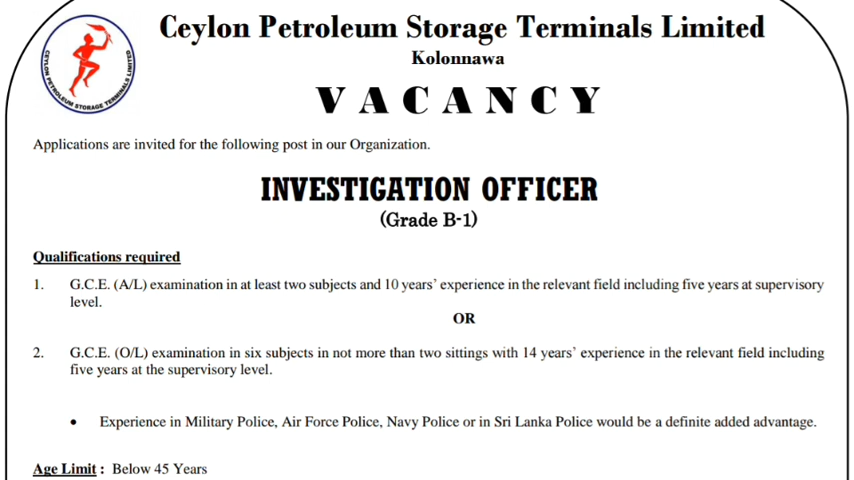 Ceylon Petroleum Storage Terminals Limited
CEYLON PETROLEUM STORAGE TERMINALS LIMITED
Kolonnawa
VACANCY
Applications are invited for the following post in our Organization.
INVESTIGATION OFFICER
(Grade B-1)
Qualifications required
1. G.C.E. (A/L) examination in at least two subjects and 10 years’ experience in the relevant field including five years at supervisory
level.
OR
2. G.C.E. (O/L) examination in six subjects in not more than two sittings with 14 years’ experience in the relevant field including
five years at the supervisory level.
• Experience in Military Police, Air Force Police, Navy Police or in Sri Lanka Police would be a definite added advantage.
Age Limit : Below 45 Years